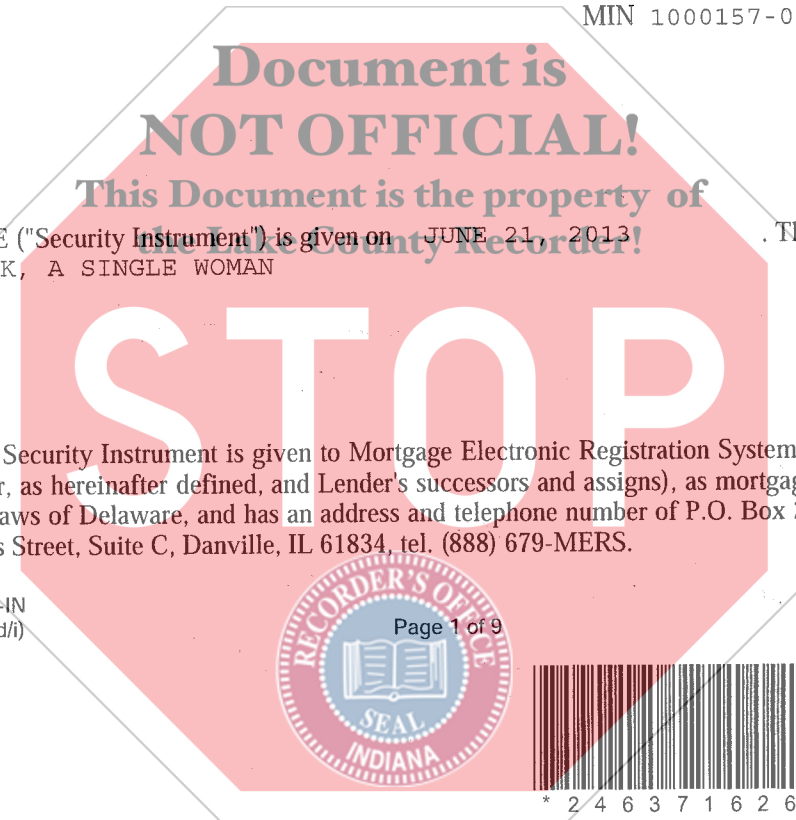 MIN 1000157-0
Document is
NOT OFFICIAL!
This Document is the property of
the Lake County Recorder!
E ("Security Instrument") is given on JUNE 21, 2013 . Th
K, A SINGLE WOMAN
STOP
Security Instrument is given to Mortgage Electronic Registration System
r, as hereinafter defined, and Lender's successors and assigns), as mortgag
aws of Delaware, and has an address and telephone number of P.O. Box
s Street, Suite C, Danville, IL 61834, tel. (888) 679-MERS.
-IN
d/i)
Page 1 of 9
RECORDER'S OFFICE
SEAL
INDIANA
* 2 4 6 3 7 1 6 2 6